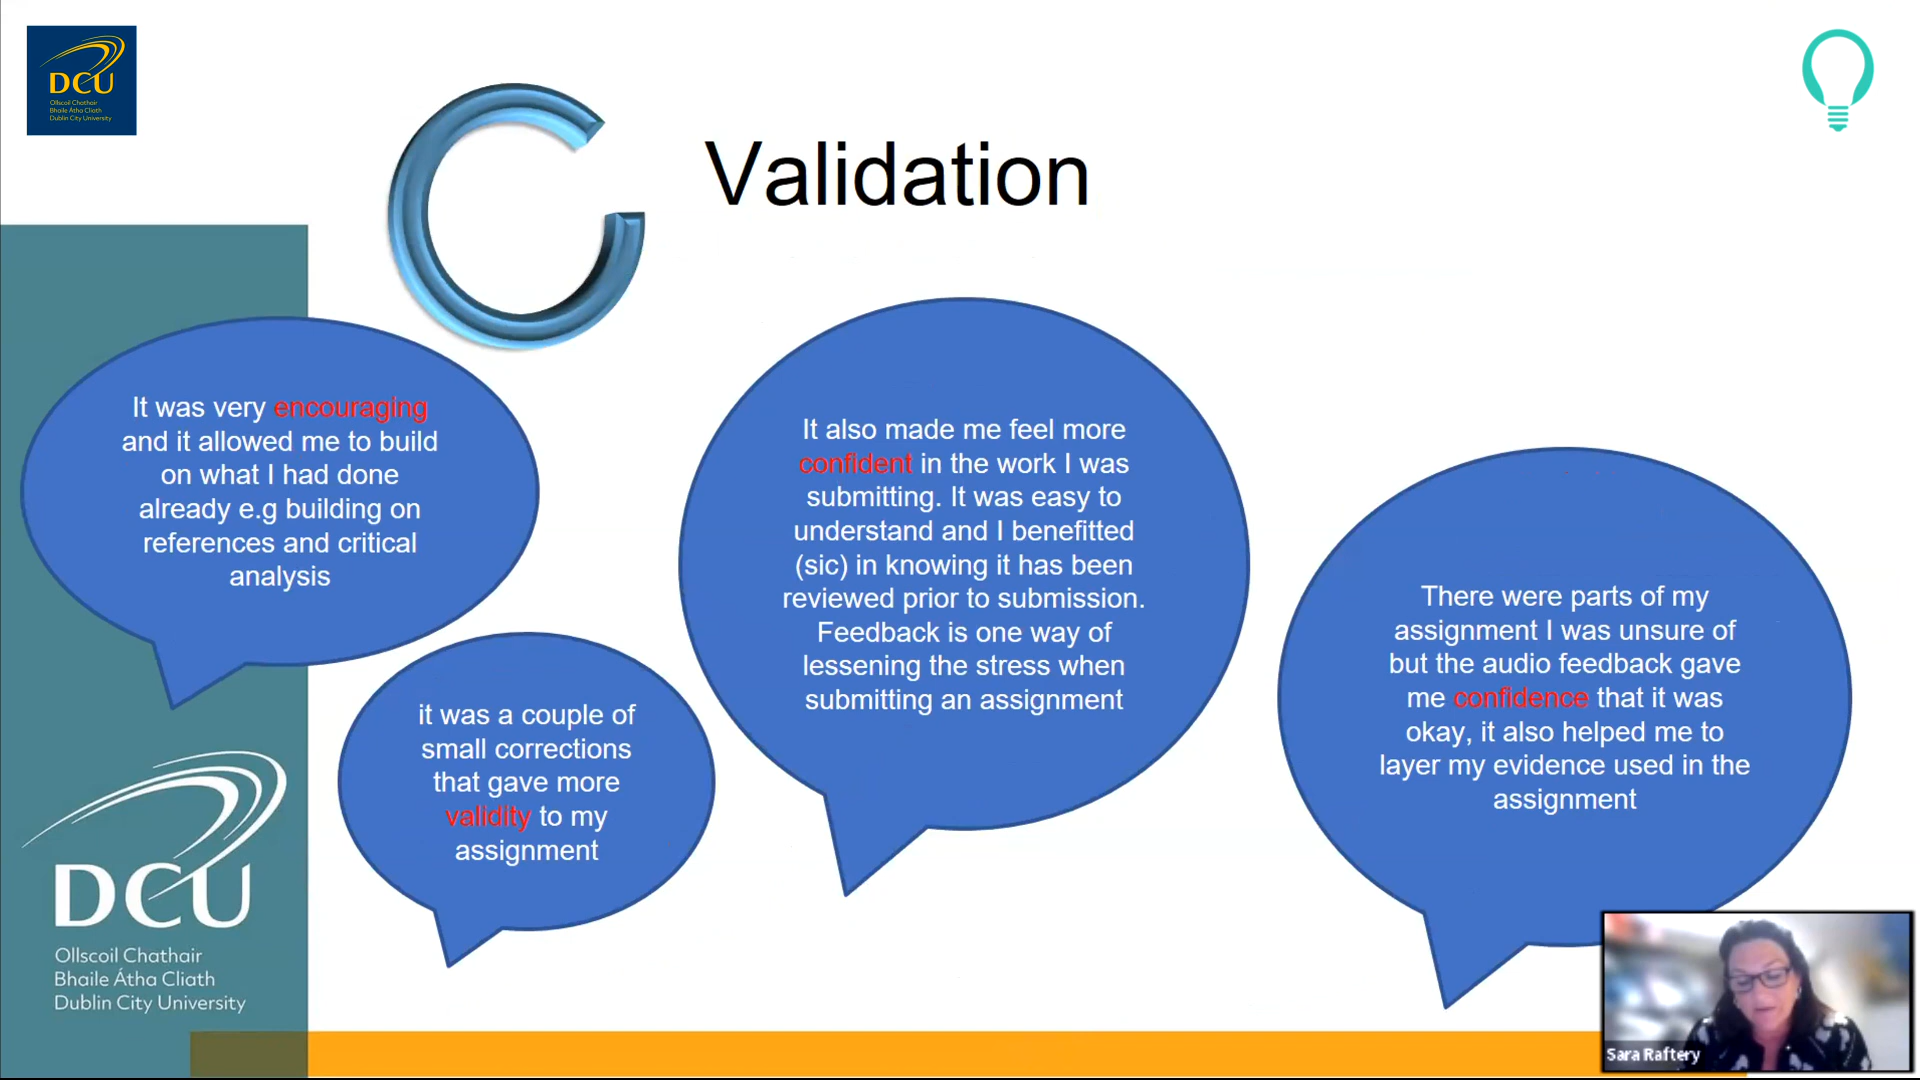 DCU
Ollscoil Chathair
Bhaile Átha Cliath
Dublin City University
Validation
It was very encouraging
and it allowed me to build
on what I had done
already e.g building on
references and critical
analysis
it was a couple of
small corrections
that gave more
validity to my
assignment
It also made me feel more
confident in the work I was
submitting. It was easy to
understand and I benefitted
(sic) in knowing it has been
reviewed prior to submission.
Feedback is one way of
lessening the stress when
submitting an assignment
There were parts of my
assignment I was unsure of
but the audio feedback gave
me confidence that it was
okay, it also helped me to
layer my evidence used in the
assignment
DCU
Ollscoil Chathair
Bhaile Átha Cliath
Dublin City University
Sara Raftery